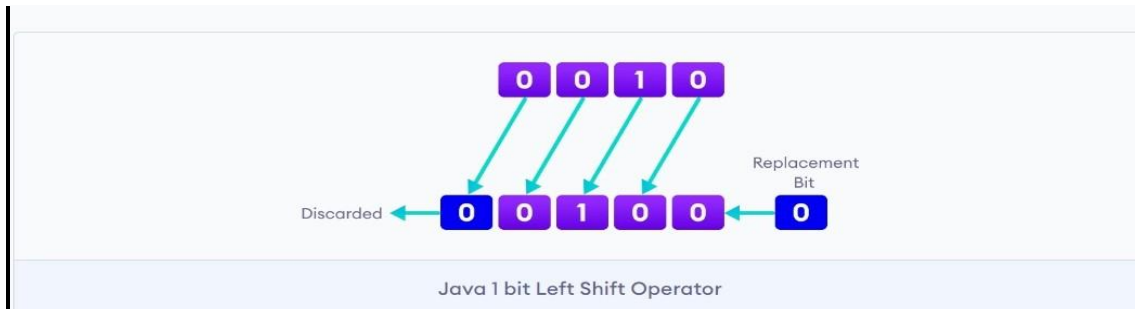 0 0 1 0
Replacement
Bit
Discarded 0 0 1 0 0 0
Java 1 bit Left Shift Operator